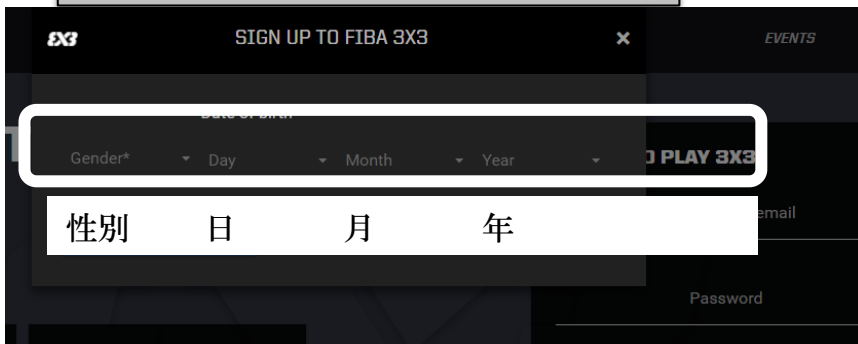 3X3 SIGN UP TO FIBA 3X3 × EVENTS
Date of birth
Gender* Day Month Year
O PLAY 3X3
性別 日 月 年
email
Password